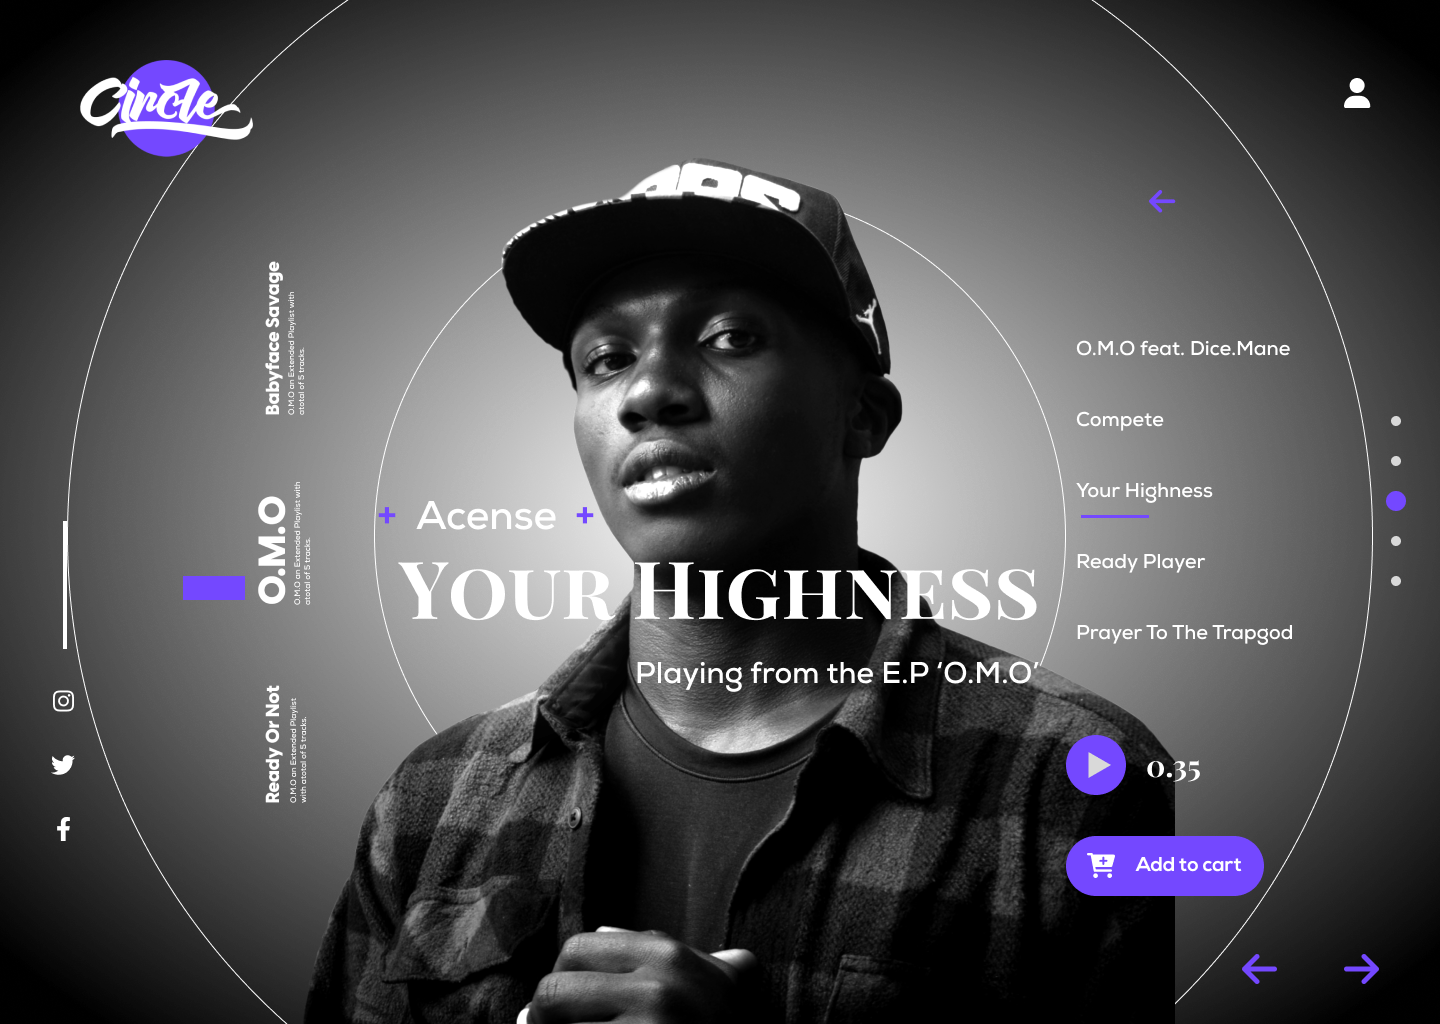 Circle
Babyface Savage
O.M.O an Extended Playlist with
atotal of 5 tracks.
O.M.O
O.M.O an Extended Playlist with
atotal of 5 tracks.
Ready Or Not
O.M.O an Extended Playlist
with atotal of 5 tracks.
+ Acense +
Your Highness
Playing from the E.P ‘O.M.O’
O.M.O feat. Dice.Mane
Compete
Your Highness
Ready Player
Prayer To The Trapgod
0.35
Add to cart